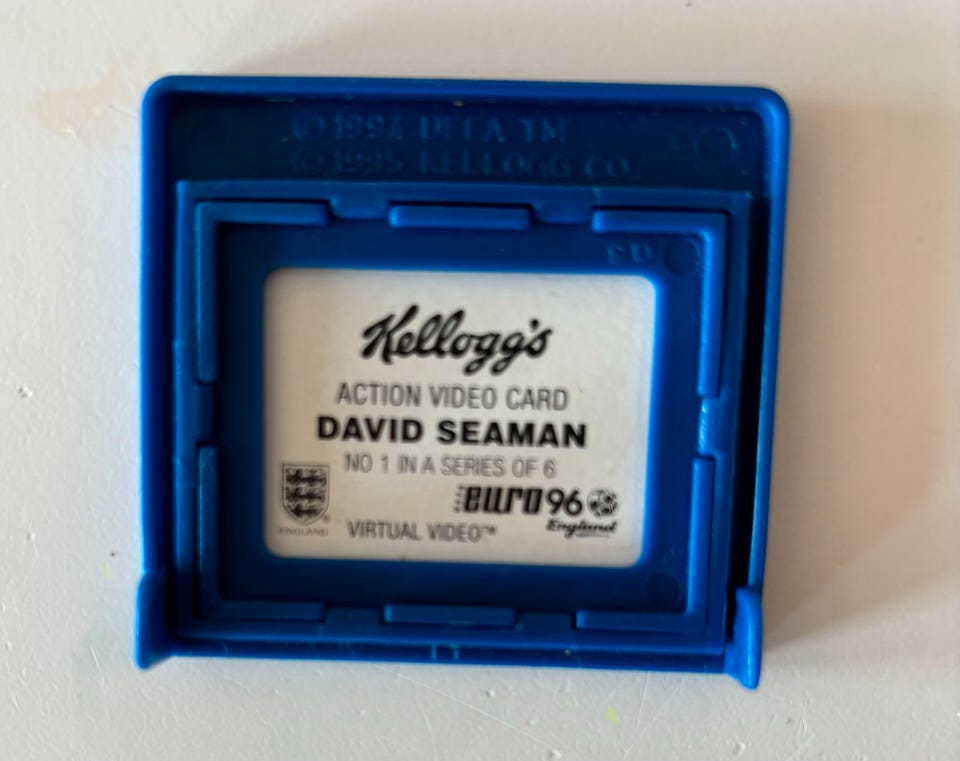 © 1994 UEFA TM
© 1995 KELLOGG CO.
Kellogg's
ACTION VIDEO CARD
DAVID SEAMAN
NO 1 IN A SERIES OF 6
euro96
England
ENGLAND
VIRTUAL VIDEO™